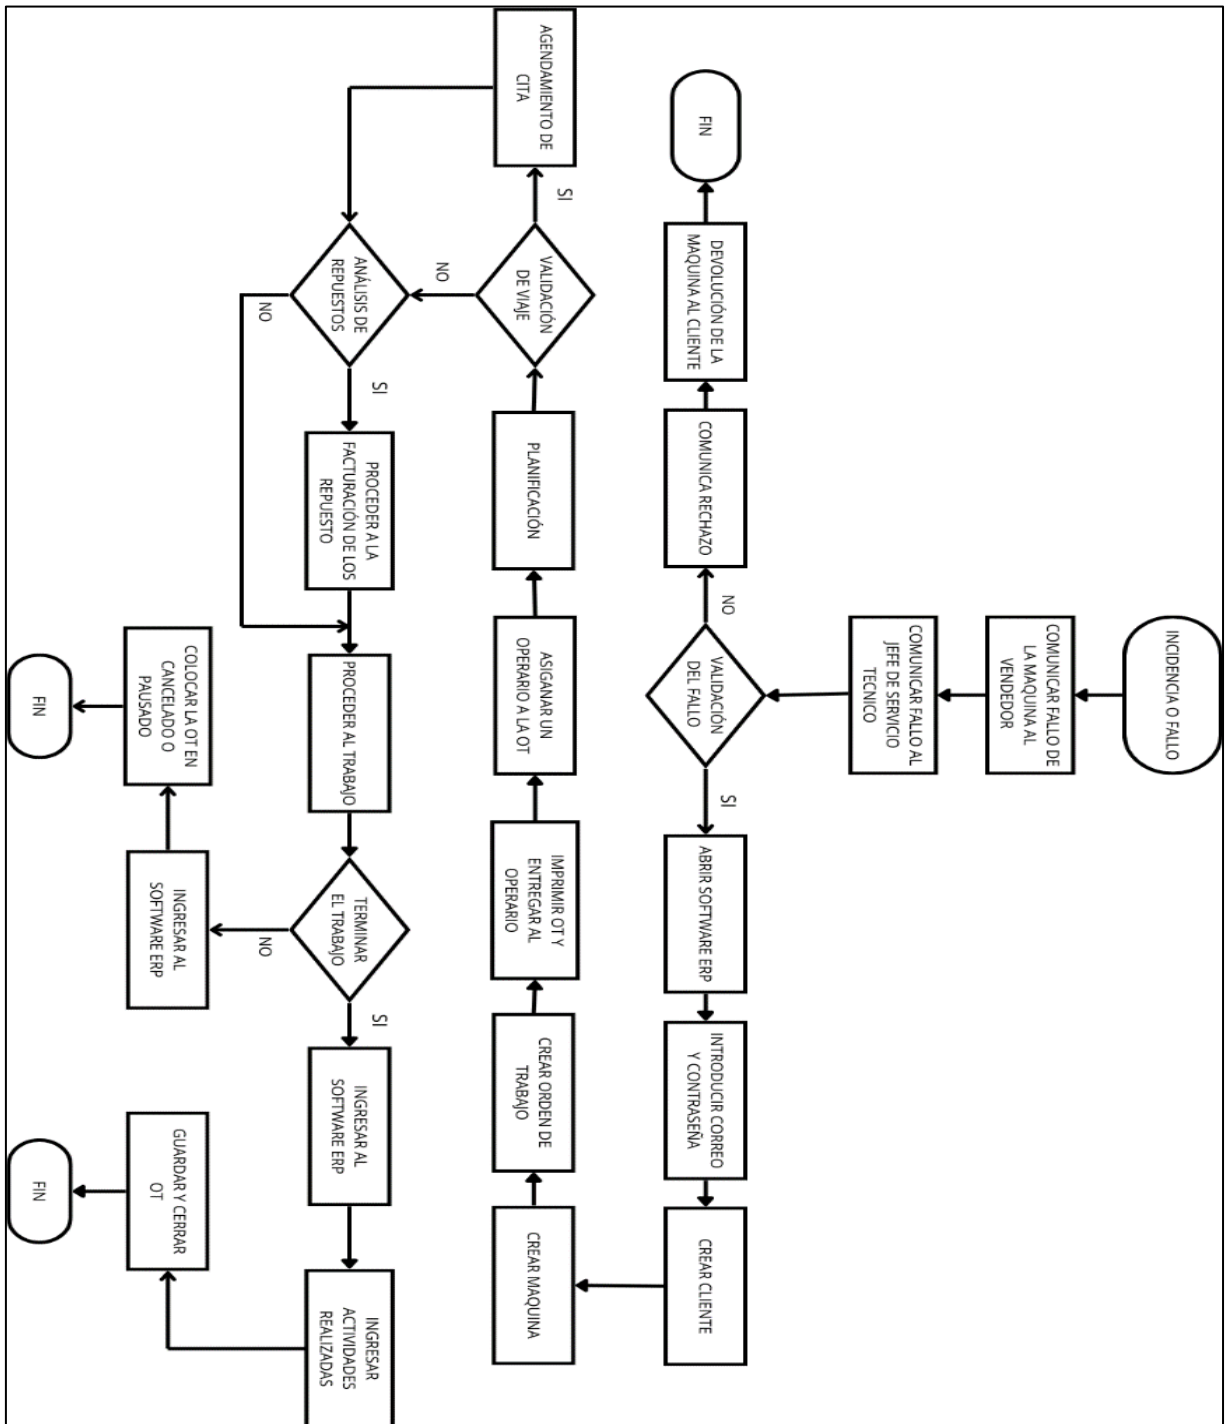 INCIDENCIA O FALLO
COMUNICAR FALLO DE
LA MAQUINA AL
VENDEDOR
COMUNICAR FALLO AL
JEFE DE SERVICIO
TECNICO
VALIDACIÓN
DEL FALLO
NO
SI
COMUNICA RECHAZO
DEVOLUCIÓN DE LA
MAQUINA AL CLIENTE
FIN
ABRIR SOFTWARE ERP
INTRODUCIR CORREO
Y CONTRASEÑA
CREAR CLIENTE
CREAR MAQUINA
CREAR ORDEN DE
TRABAJO
IMPRIMIR OT Y
ENTREGAR AL
OPERARIO
ASIGANAR UN
OPERARIO A LA OT
PLANIFICACIÓN
VALIDACIÓN
DE VIAJE
SI
NO
AGENDAMIENTO DE
CITA
ANÁLISIS DE
REPUESTOS
SI
NO
PROCEDER A LA
FACTURACIÓN DE LOS
REPUESTO
PROCEDER AL TRABAJO
TERMINAR
EL TRABAJO
SI
NO
INGRESAR AL
SOFTWARE ERP
INGRESAR
ACTIVIDADES
REALIZADAS
INGRESAR AL
SOFTWARE ERP
COLOCAR LA OT EN
CANCELADO O
PAUSADO
FIN
GUARDAR Y CERRAR
OT
FIN